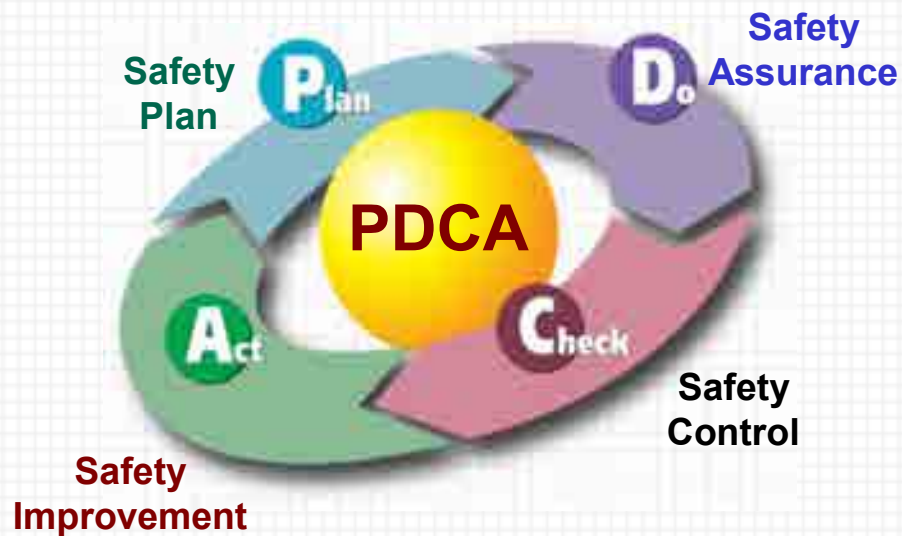 Safety
Plan
Plan
Do
Safety
Assurance
PDCA
Act
Check
Safety
Control
Safety
Improvement